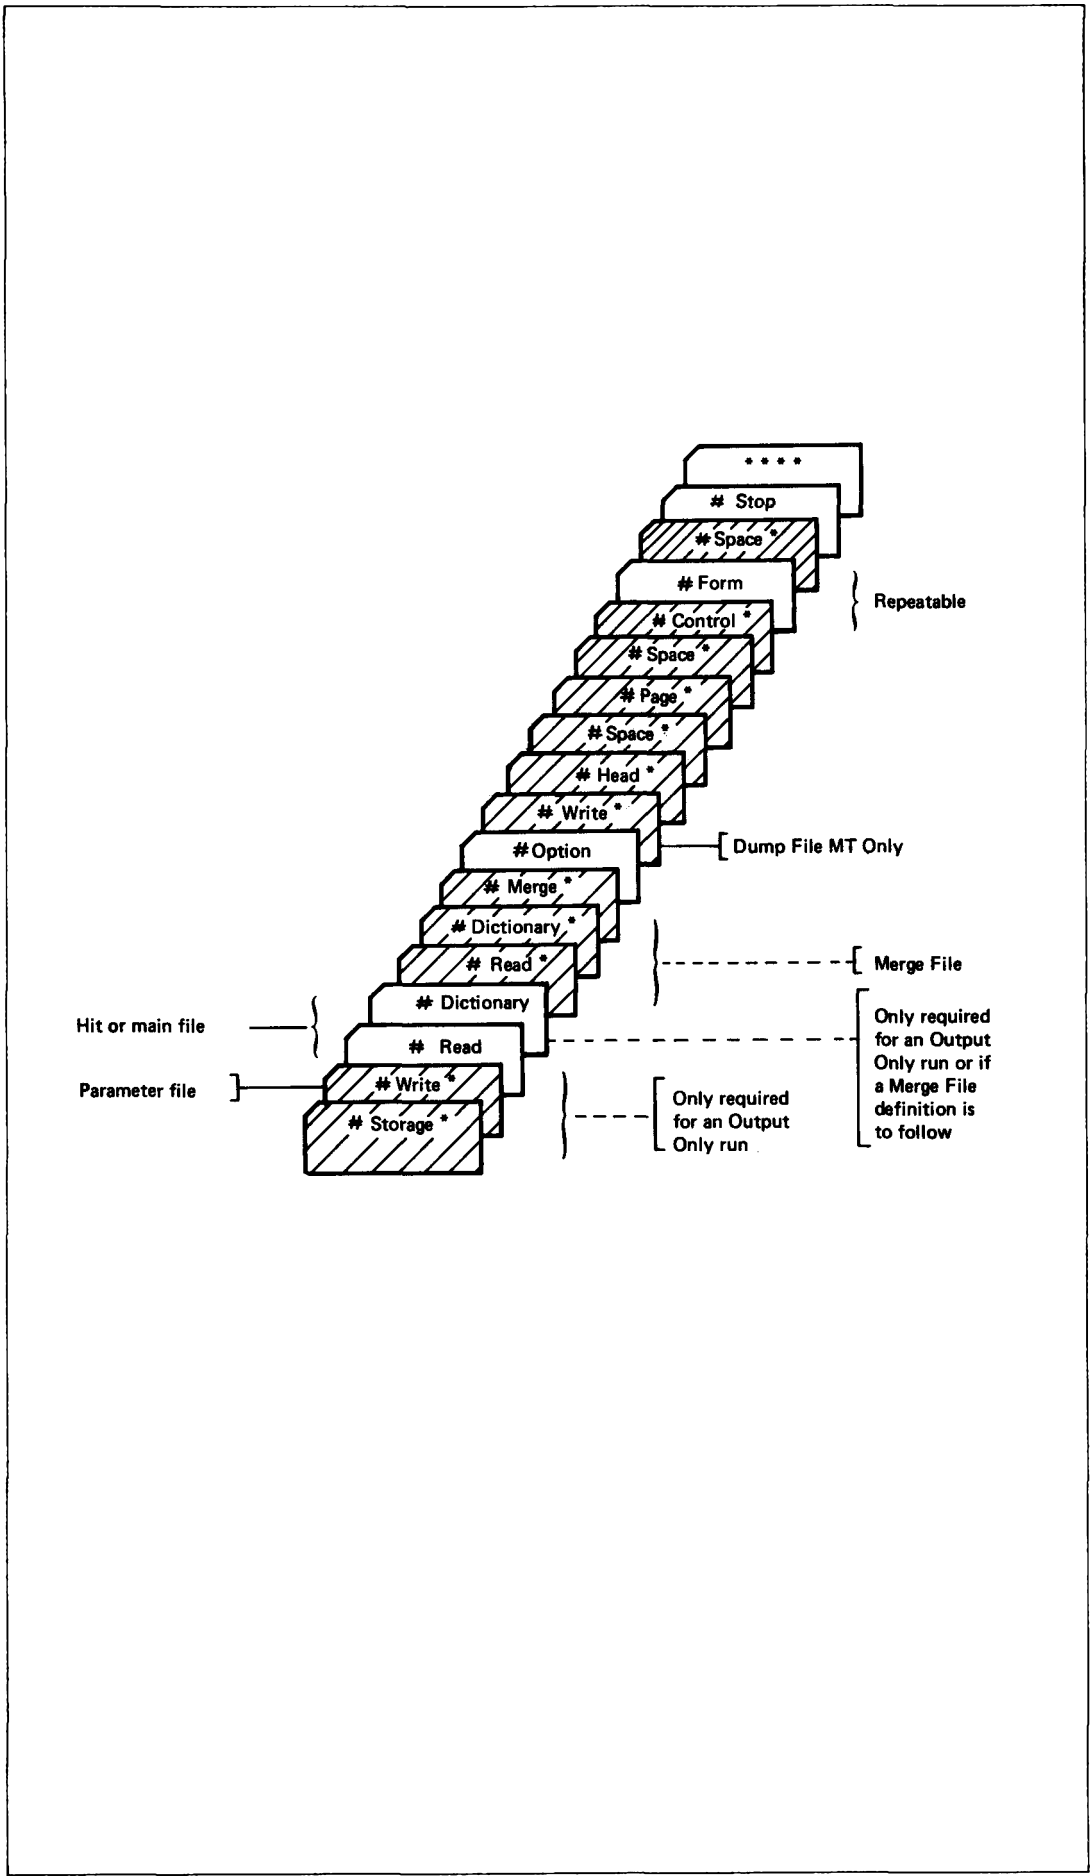 * * * *
# Stop
# Space *
# Form
Repeatable
# Control *
# Space *
# Page *
# Space *
# Head *
# Write *
# Option
Dump File MT Only
# Merge *
# Dictionary *
# Read *
Merge File
# Dictionary
Hit or main file
# Read
Only required
for an Output
Only run or if
a Merge File
definition is
to follow
# Write *
Parameter file
# Storage *
Only required
for an Output
Only run